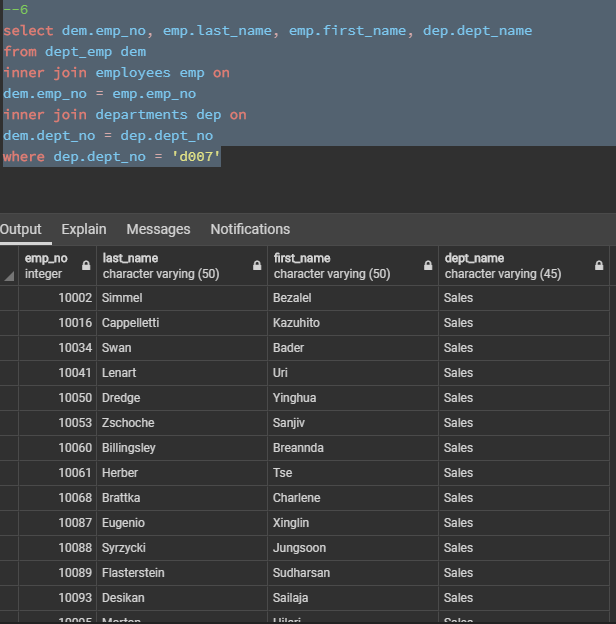 --6
select dem.emp_no, emp.last_name, emp.first_name, dep.dept_name
from dept_emp dem
inner join employees emp on
dem.emp_no = emp.emp_no
inner join departments dep on
dem.dept_no = dep.dept_no
where dep.dept_no = 'd007'
Output Explain Messages Notifications
emp_no last_name first_name dept_name
integer character varying (50) character varying (50) character varying (45)
10002 Simmel Bezalel Sales
10016 Cappelletti Kazuhito Sales
10034 Swan Bader Sales
10041 Lenart Uri Sales
10050 Dredge Yinghua Sales
10053 Zschoche Sanjiv Sales
10060 Billingsley Breannda Sales
10061 Herber Tse Sales
10068 Brattka Charlene Sales
10087 Eugenio Xinglin Sales
10088 Syrzycki Jungsoon Sales
10089 Flasterstein Sudharsan Sales
10093 Desikan Sailaja Sales
10095 Sales